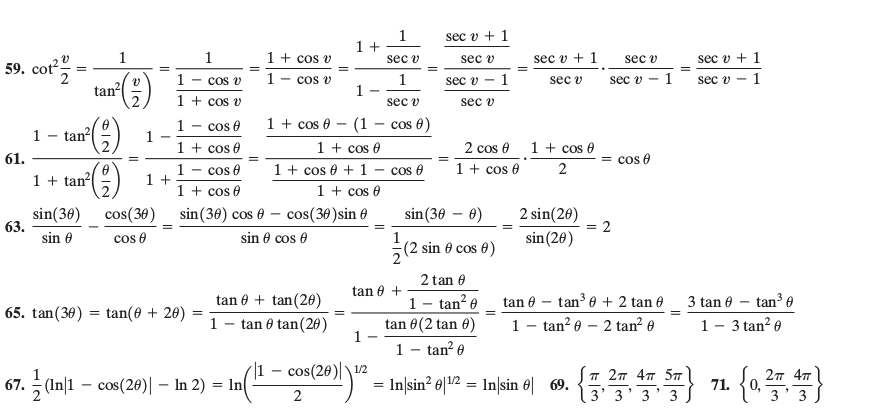 59. cot² v/2 = 1/tan²(v/2) = 1/((1 − cos v)/(1 + cos v)) = (1 + cos v)/(1 − cos v) = (1 + 1/sec v)/(1 − 1/sec v) = ((sec v + 1)/sec v)/((sec v − 1)/sec v) = (sec v + 1)/sec v · sec v/(sec v − 1) = (sec v + 1)/(sec v − 1)
61. (1 − tan²(θ/2))/(1 + tan²(θ/2)) = (1 − (1 − cos θ)/(1 + cos θ))/(1 + (1 − cos θ)/(1 + cos θ)) = ((1 + cos θ − (1 − cos θ))/(1 + cos θ))/((1 + cos θ + 1 − cos θ)/(1 + cos θ)) = 2 cos θ/(1 + cos θ) · (1 + cos θ)/2 = cos θ
63. sin(3θ)/sin θ − cos(3θ)/cos θ = (sin(3θ) cos θ − cos(3θ)sin θ)/(sin θ cos θ) = sin(3θ − θ)/(1/2(2 sin θ cos θ)) = 2 sin(2θ)/sin(2θ) = 2
65. tan(3θ) = tan(θ + 2θ) = (tan θ + tan(2θ))/(1 − tan θ tan(2θ)) = (tan θ + 2 tan θ/(1 − tan² θ))/(1 − tan θ(2 tan θ)/(1 − tan² θ)) = (tan θ − tan³ θ + 2 tan θ)/(1 − tan² θ − 2 tan² θ) = (3 tan θ − tan³ θ)/(1 − 3 tan² θ)
67. 1/2(ln|1 − cos(2θ)| − ln 2) = ln(|1 − cos(2θ)|/2)^1/2 = ln|sin² θ|^1/2 = ln|sin θ| 69. {π/3, 2π/3, 4π/3, 5π/3} 71. {0, 2π/3, 4π/3}